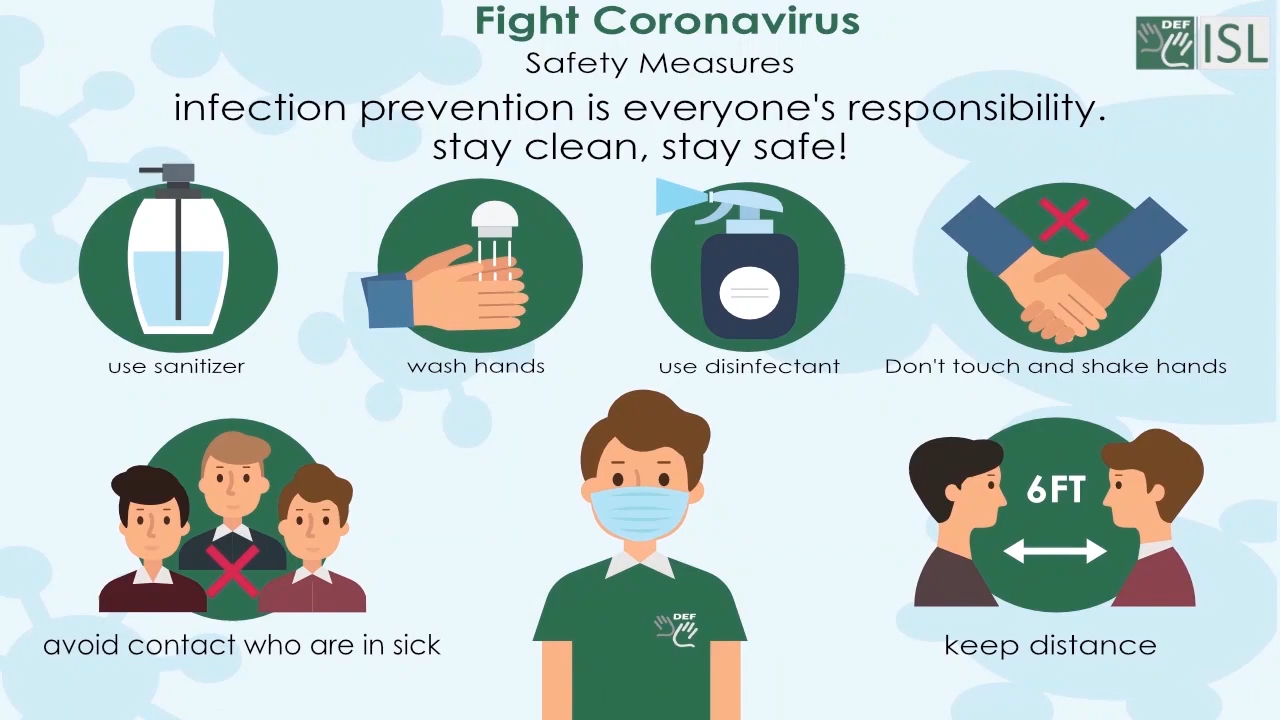 Fight Coronavirus
Safety Measures
DEF ISL
infection prevention is everyone's responsibility.
stay clean, stay safe!
use sanitizer
wash hands
use disinfectant
Don't touch and shake hands
6FT
DEF
avoid contact who are in sick
keep distance